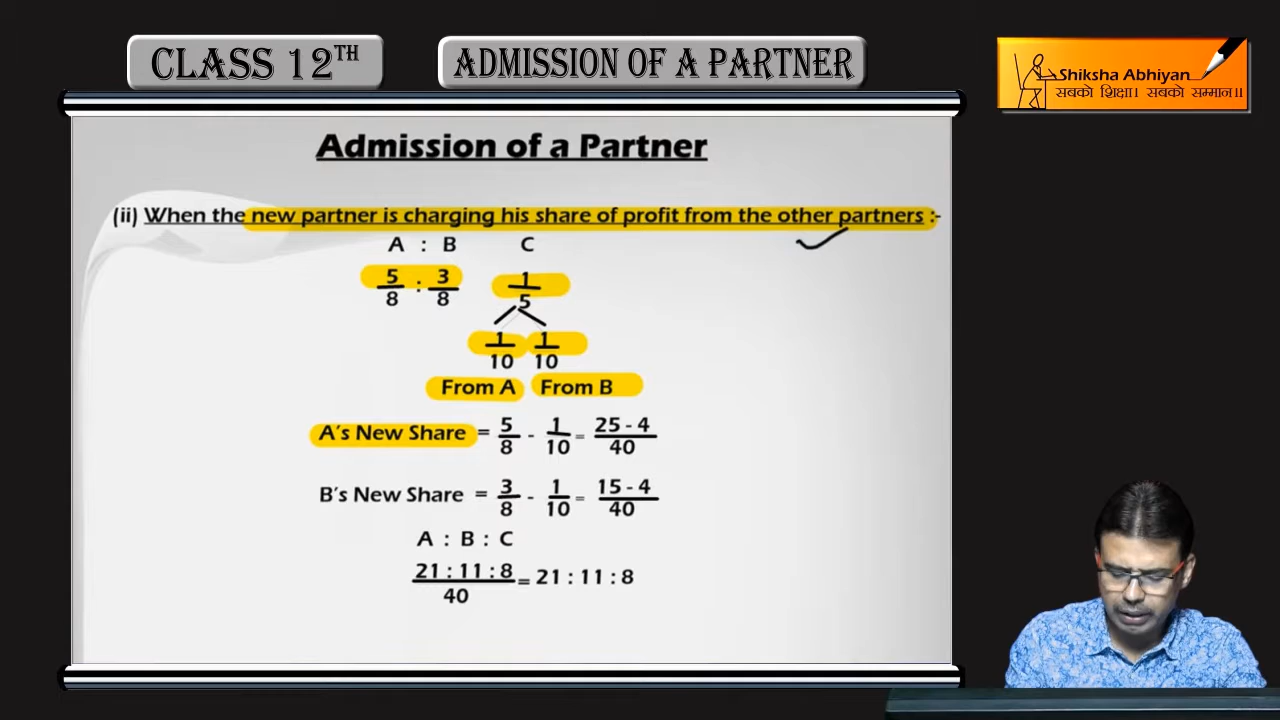 CLASS 12TH
ADMISSION OF A PARTNER
Shiksha Abhiyan
सबको शिक्षा। सबको सम्मान।।
Admission of a Partner
(ii) When the new partner is charging his share of profit from the other partners :-
A : B C
5/8 : 3/8 1/5
1/10 1/10
From A From B
A's New Share = 5/8 - 1/10 = 25 - 4/40
B's New Share = 3/8 - 1/10 = 15 - 4/40
A : B : C
21 : 11 : 8/40 = 21 : 11 : 8